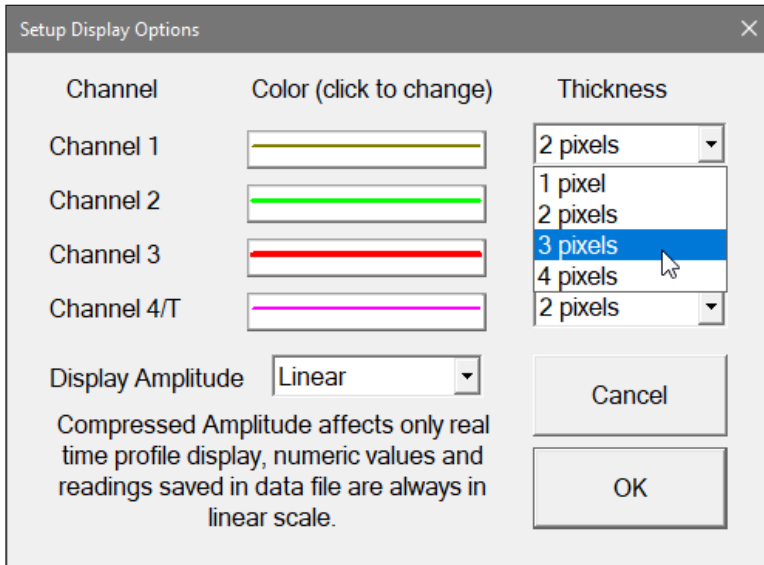 Setup Display Options
Channel Color (click to change) Thickness
Channel 1 2 pixels
1 pixel
Channel 2 2 pixels
3 pixels
Channel 3
4 pixels
Channel 4/T 2 pixels
Display Amplitude Linear
Cancel
Compressed Amplitude affects only real
time profile display, numeric values and
readings saved in data file are always in
linear scale.
OK